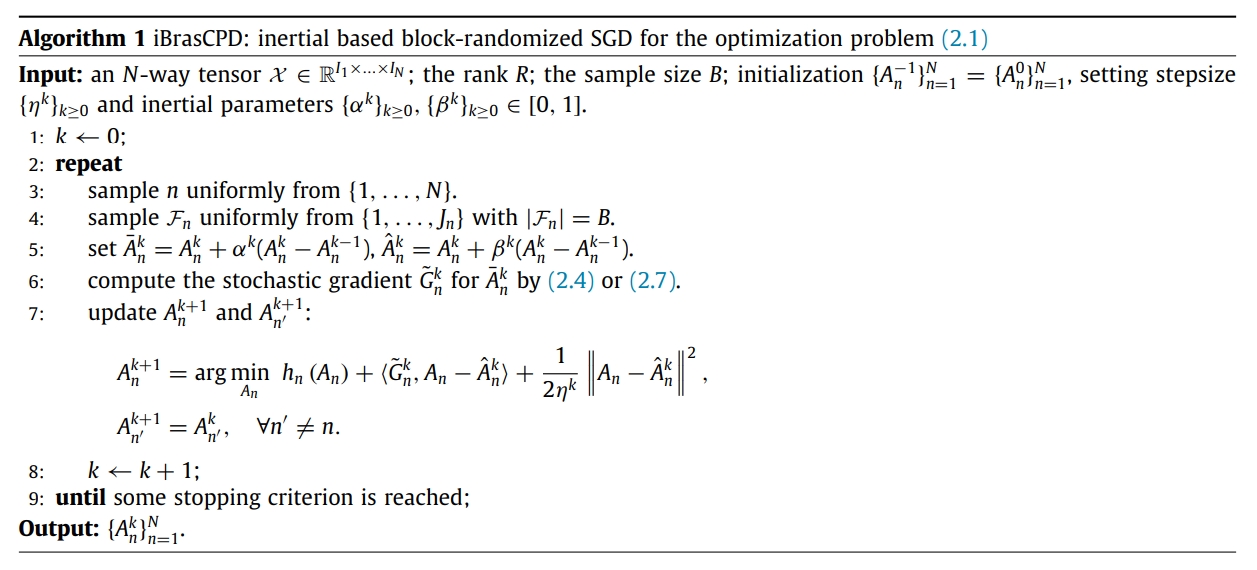 Algorithm 1 iBrasCPD: inertial based block-randomized SGD for the optimization problem (2.1)
Input: an N-way tensor $\mathcal{X} \in \mathbb{R}^{I_1 \times \ldots \times I_N}$; the rank R; the sample size B; initialization $\{A_n^{-1}\}_{n=1}^N = \{A_n^0\}_{n=1}^N$, setting stepsize
$\{\eta^k\}_{k \geq 0}$ and inertial parameters $\{\alpha^k\}_{k \geq 0}, \{\beta^k\}_{k \geq 0} \in [0, 1]$.
1: $k \leftarrow 0$;
2: repeat
3: sample n uniformly from $\{1, \ldots, N\}$.
4: sample $\mathcal{F}_n$ uniformly from $\{1, \ldots, J_n\}$ with $|\mathcal{F}_n| = B$.
5: set $\bar{A}_n^k = A_n^k + \alpha^k (A_n^k - A_n^{k-1}), \hat{A}_n^k = A_n^k + \beta^k (A_n^k - A_n^{k-1})$.
6: compute the stochastic gradient $\tilde{G}_n^k$ for $\bar{A}_n^k$ by (2.4) or (2.7).
7: update $A_n^{k+1}$ and $A_{n'}^{k+1}$:
$A_n^{k+1} = \arg\min_{A_n} h_n (A_n) + \langle \tilde{G}_n^k, A_n - \hat{A}_n^k \rangle + \frac{1}{2\eta^k} \left\| A_n - \hat{A}_n^k \right\|^2,$
$A_{n'}^{k+1} = A_{n'}^k, \quad \forall n' \neq n.$
8: $k \leftarrow k + 1$;
9: until some stopping criterion is reached;
Output: $\{A_n^k\}_{n=1}^N$.